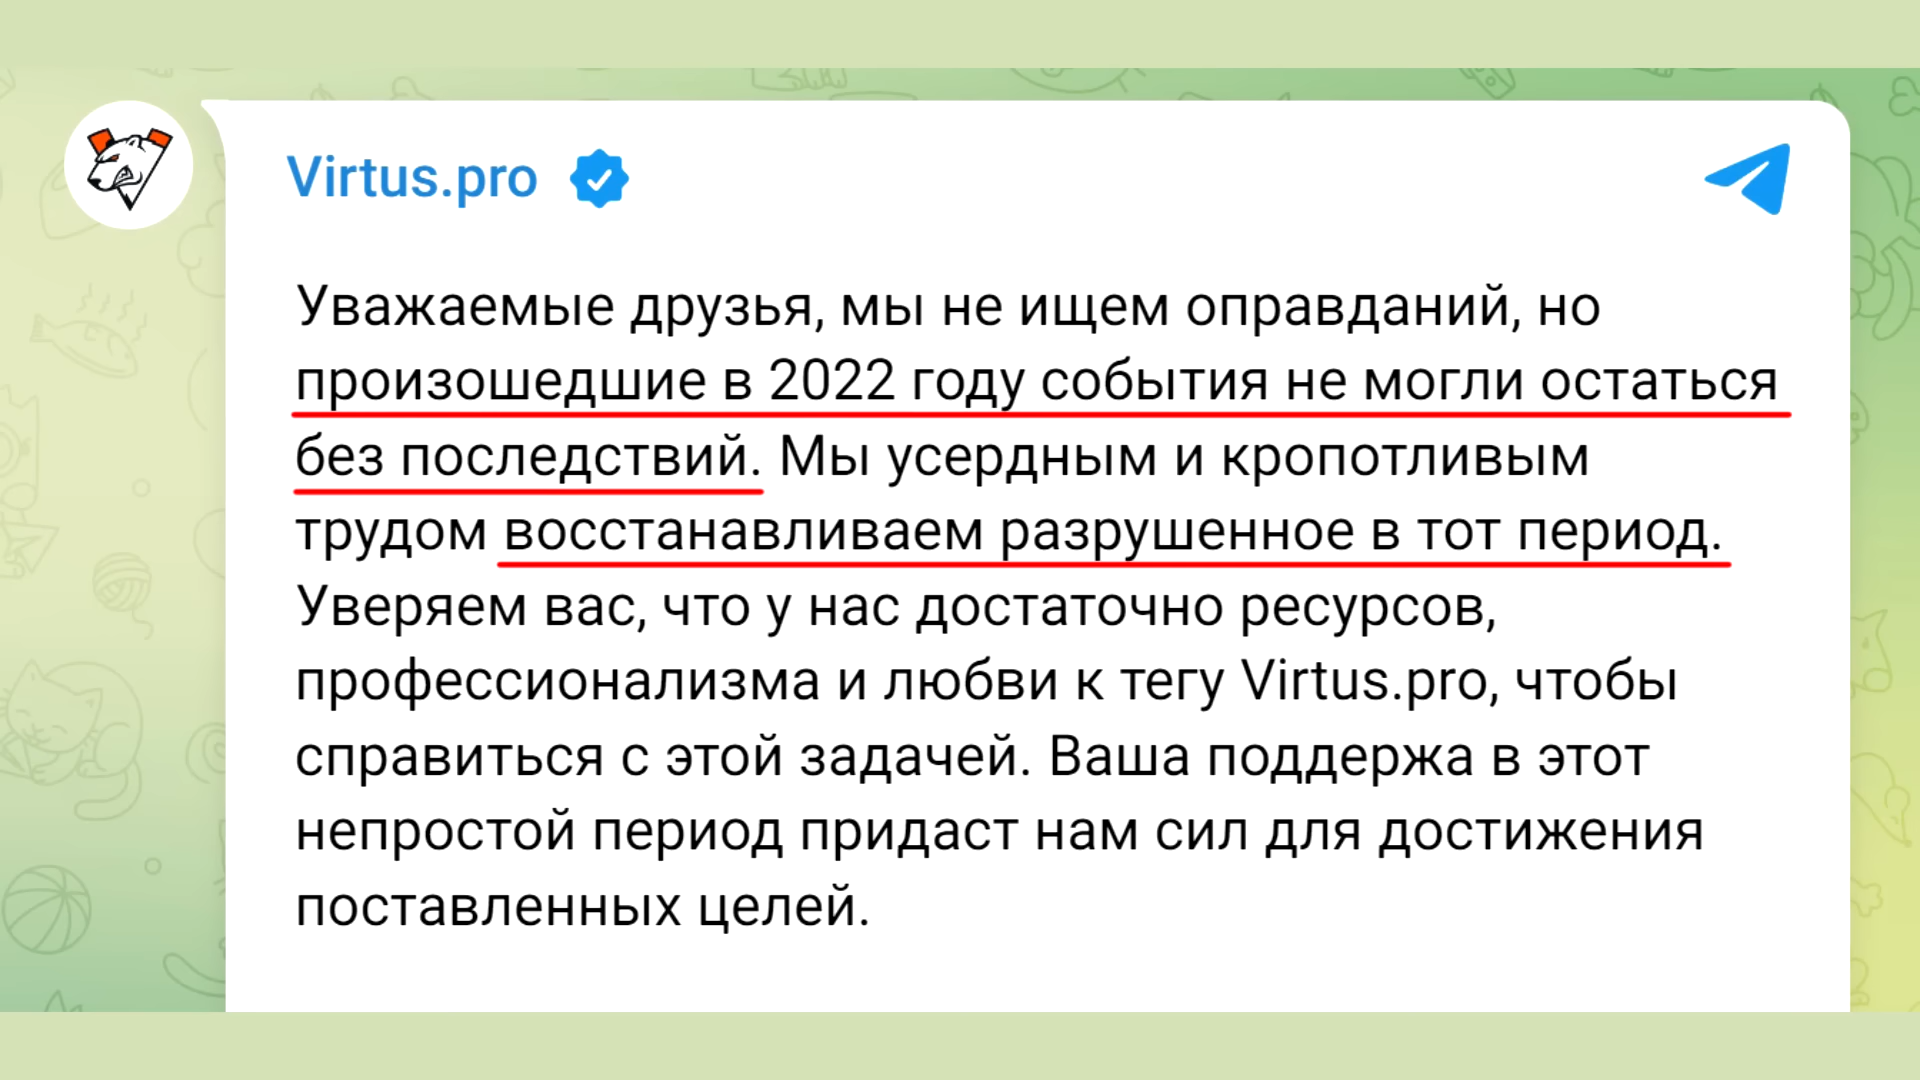 Virtus.pro
Уважаемые друзья, мы не ищем оправданий, но
произошедшие в 2022 году события не могли остаться
без последствий. Мы усердным и кропотливым
трудом восстанавливаем разрушенное в тот период.
Уверяем вас, что у нас достаточно ресурсов,
профессионализма и любви к тегу Virtus.pro, чтобы
справиться с этой задачей. Ваша поддержа в этот
непростой период придаст нам сил для достижения
поставленных целей.